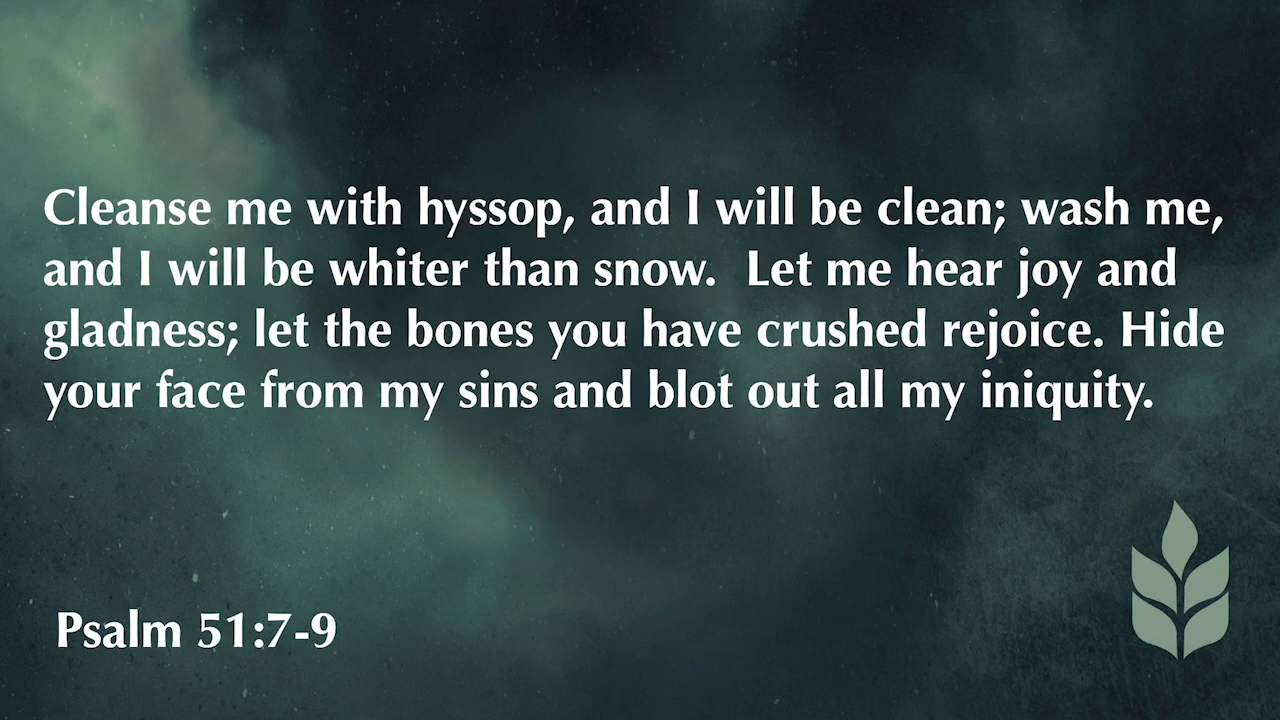 Cleanse me with hyssop, and I will be clean; wash me,
and I will be whiter than snow.  Let me hear joy and
gladness; let the bones you have crushed rejoice. Hide
your face from my sins and blot out all my iniquity.
Psalm 51:7-9